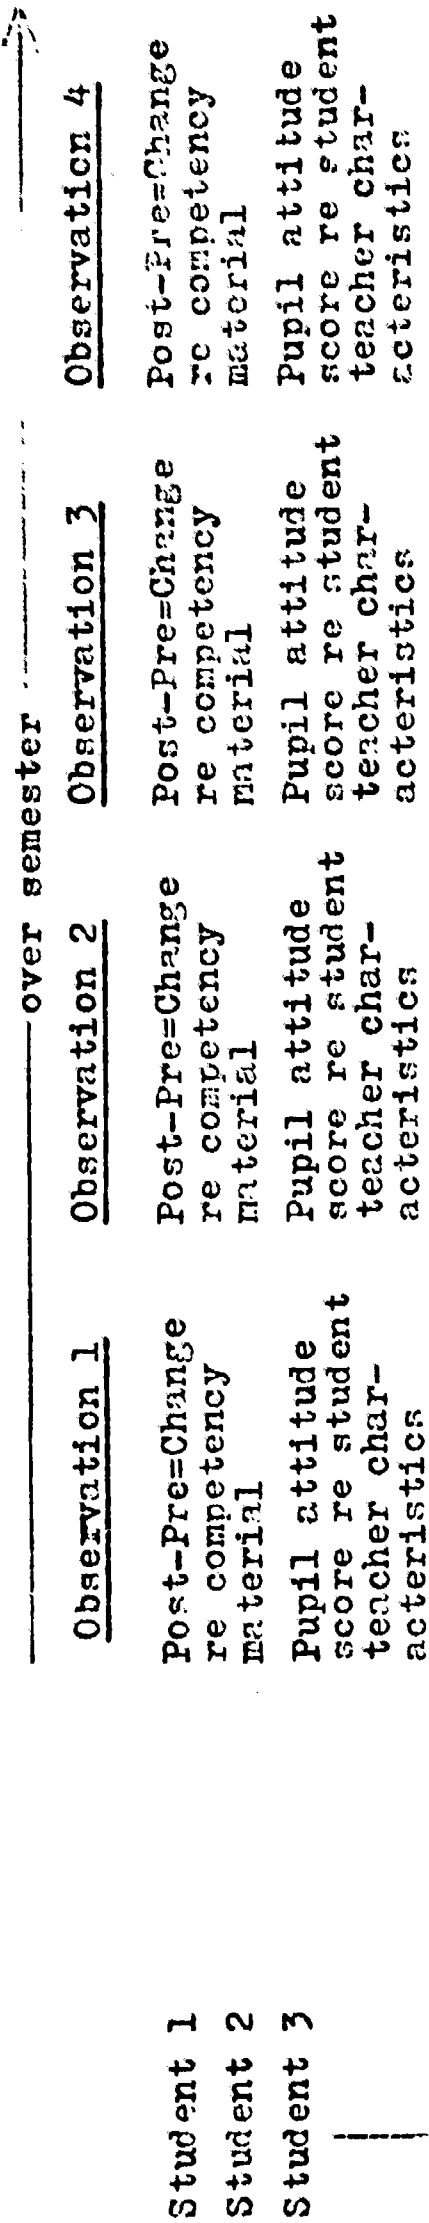 over semester
Observation 1
Observation 2
Observation 3
Observation 4
Student 1
Student 2
Student 3
Post-Pre=Change
re competency
material
Pupil attitude
score re student
teacher char-
acteristics
Post-Pre=Change
re competency
material
Pupil attitude
score re student
teacher char-
acteristics
Post-Pre=Change
re competency
material
Pupil attitude
score re student
teacher char-
acteristics
Post-Pre=Change
re competency
material
Pupil attitude
score re student
teacher char-
acteristics